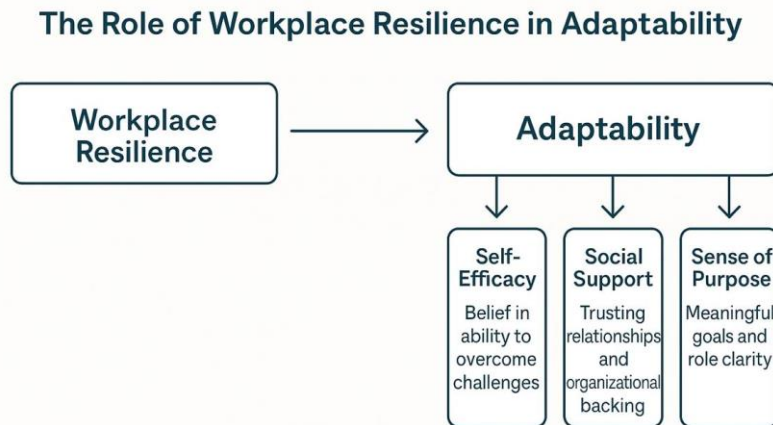 The Role of Workplace Resilience in Adaptability
Workplace
Resilience
Adaptability
Self-
Efficacy
Belief in
ability to
overcome
challenges
Social
Support
Trusting
relationships
and
organizational
backing
Sense of
Purpose
Meaningful
goals and
role clarity